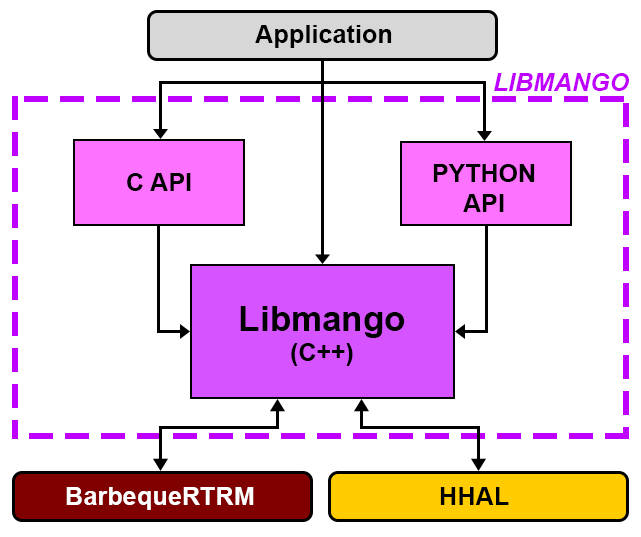 Application
LIBMANGO
C API
PYTHON
API
Libmango
(C++)
BarbequeRTRM
HHAL